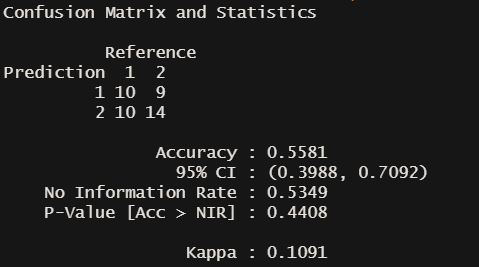 Confusion Matrix and Statistics
Reference
Prediction 1 2
1 10 9
2 10 14
Accuracy : 0.5581
95% CI : (0.3988, 0.7092)
No Information Rate : 0.5349
P-Value [Acc > NIR] : 0.4408
Kappa : 0.1091